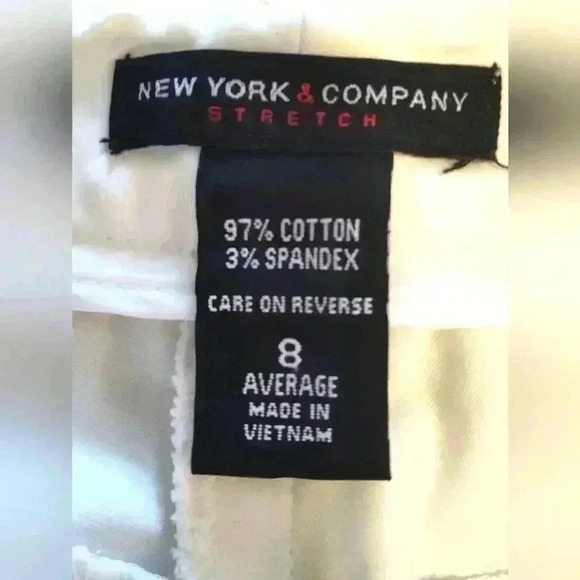 NEW YORK & COMPANY
STRETCH
97% COTTON
3% SPANDEX
CARE ON REVERSE
8
AVERAGE
MADE IN
VIETNAM